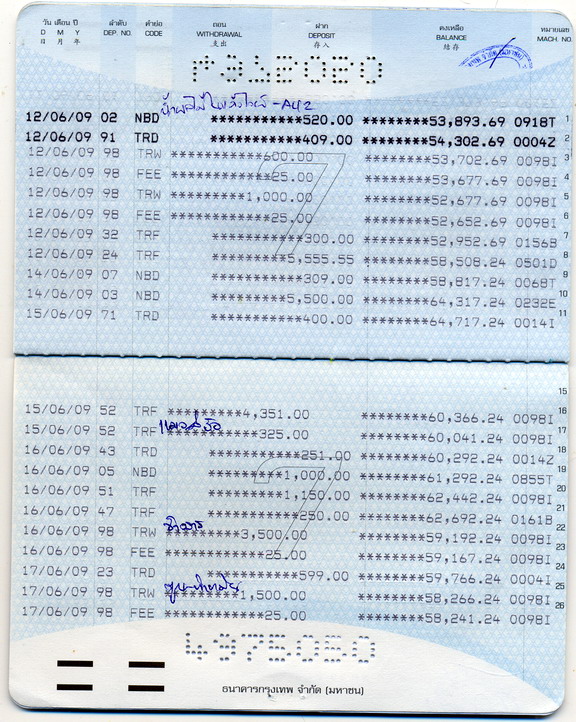 วัน เดือน ปี ลำดับ คำย่อ ถอน ฝาก คงเหลือ หมายเลข
D M Y DEP. NO. CODE WITHDRAWAL DEPOSIT BALANCE MACH. NO.
日 月 年 支出 存入 結存
12/06/09 02 NBD ***********520.00 ********53,893.69 0918T 1
12/06/09 91 TRD ***********409.00 ********54,302.69 0004Z 2
12/06/09 98 TRW ***********600.00 ********53,702.69 0098I 3
12/06/09 98 FEE ************25.00 ********53,677.69 0098I 4
12/06/09 98 TRW *********1,000.00 ********52,677.69 0098I 5
12/06/09 98 FEE ************25.00 ********52,652.69 0098I 6
12/06/09 32 TRF ***********300.00 ********52,952.69 0156B 7
12/06/09 24 TRF *********5,555.55 ********58,508.24 0501D 8
14/06/09 07 NBD ***********309.00 ********58,817.24 0068T 9
14/06/09 03 NBD *********5,500.00 ********64,317.24 0232E 10
15/06/09 71 TRD ***********400.00 ********64,717.24 0014I 11
15
15/06/09 52 TRF *********4,351.00 ********60,366.24 0098I 16
15/06/09 52 TRF ***********325.00 ********60,041.24 0098I 17
16/06/09 43 TRD ***********251.00 ********60,292.24 0014Z 18
16/06/09 05 NBD *********1,000.00 ********61,292.24 0855T 19
16/06/09 51 TRF *********1,150.00 ********62,442.24 0098I 20
16/06/09 47 TRF ***********250.00 ********62,692.24 0161B 21
16/06/09 98 TRW *********3,500.00 ********59,192.24 0098I 22
16/06/09 98 FEE ************25.00 ********59,167.24 0098I 23
17/06/09 23 TRD ***********599.00 ********59,766.24 0004I 24
17/06/09 98 TRW *********1,500.00 ********58,266.24 0098I 25
17/06/09 98 FEE ************25.00 ********58,241.24 0098I 26
4975050
ธนาคารกรุงเทพ จำกัด (มหาชน)